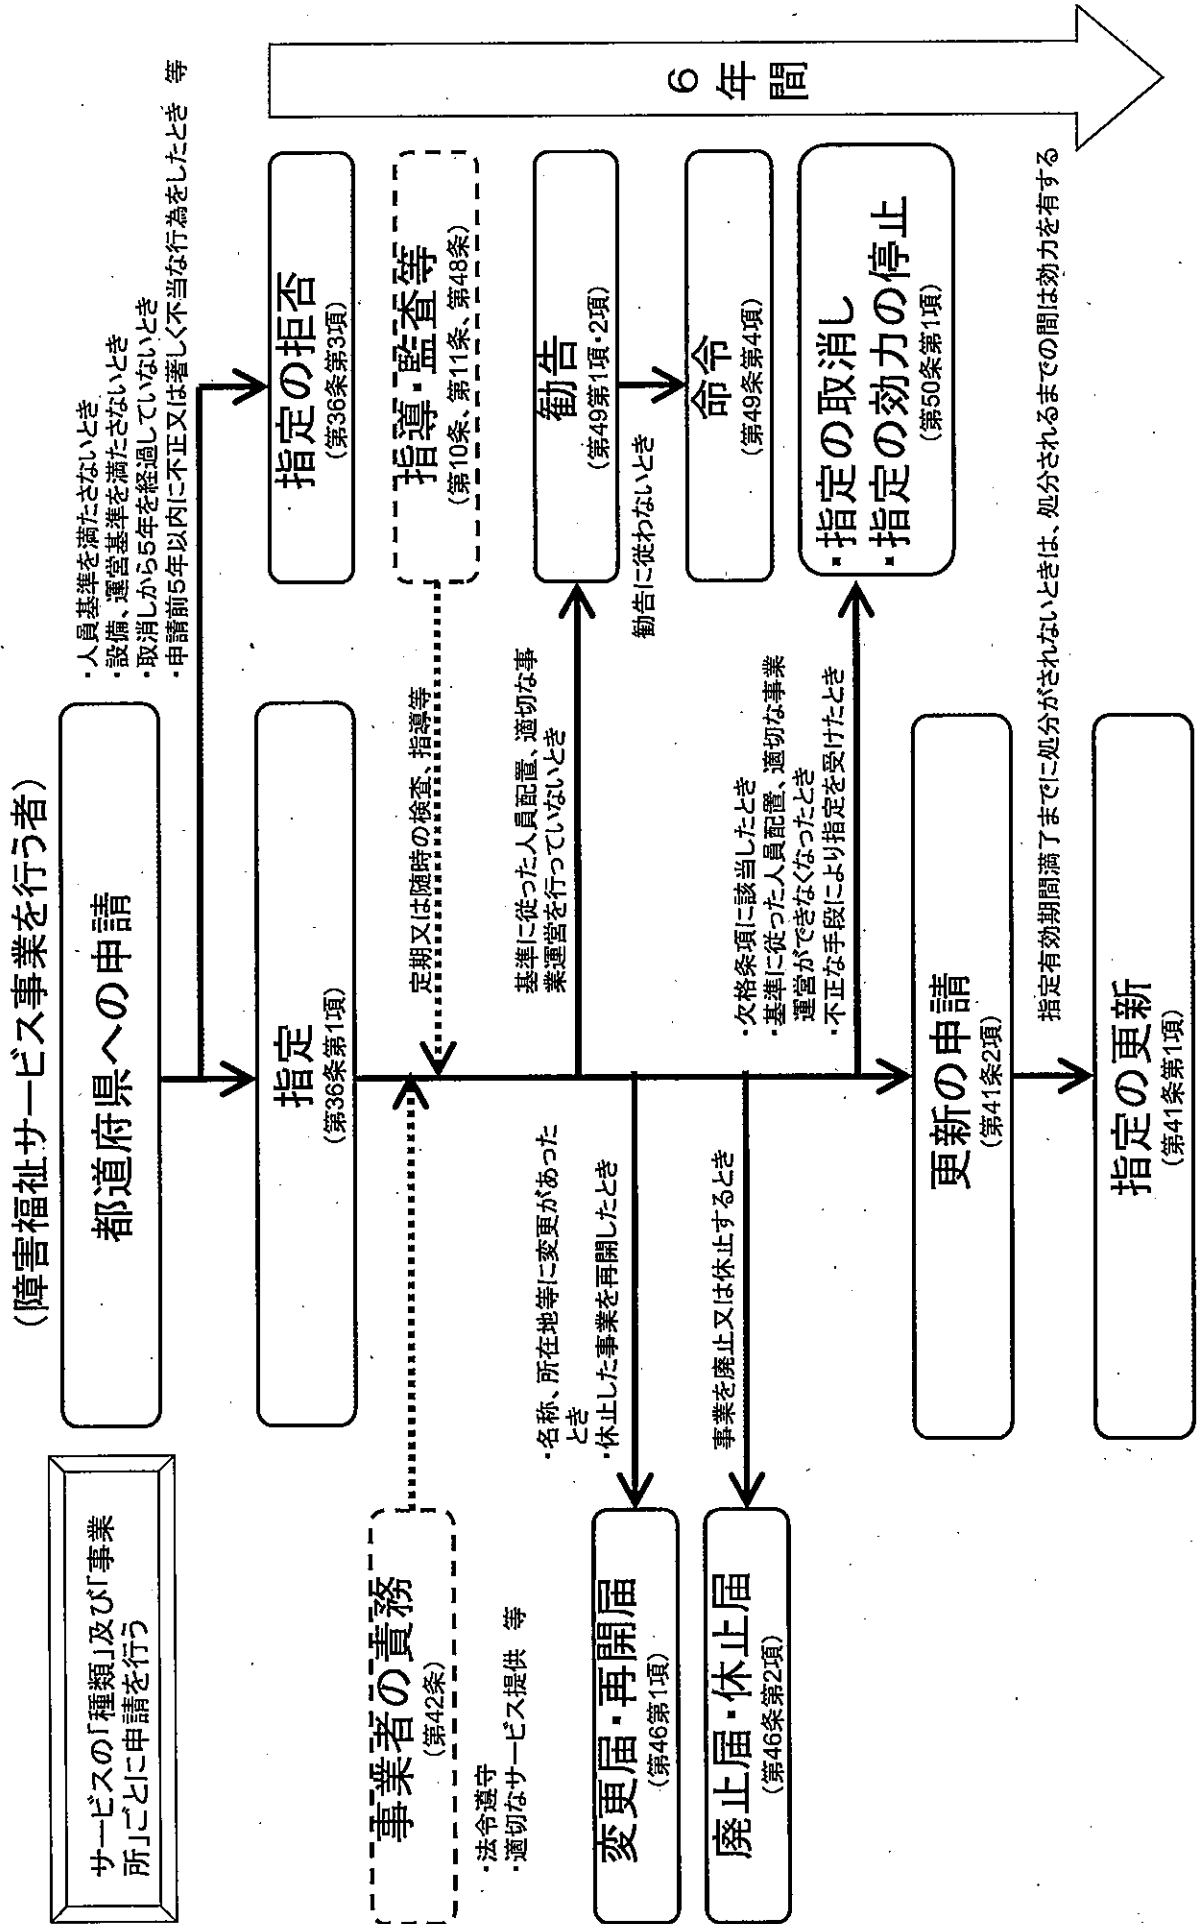 (障害福祉サービス事業を行う者)
サービスの「種類」及び「事業
所」ごとに申請を行う
都道府県への申請
・人員基準を満たさないとき
・設備、運営基準を満たさないとき
・取消しから5年を経過していないとき
・申請前5年以内に不正又は著しく不当な行為をしたとき 等
指定
(第36条第1項)
指定の拒否
(第36条第3項)
事業者の責務
(第42条)
・法令遵守
・適切なサービス提供 等
定期又は随時の検査、指導等
指導・監査等
(第10条、第11条、第48条)
基準に従った人員配置、適切な事
業運営を行っていないとき
勧告
(第49第1項・2項)
勧告に従わないとき
命令
(第49条第4項)
・名称、所在地等に変更があった
とき
・休止した事業を再開したとき
変更届・再開届
(第46第1項)
事業を廃止又は休止するとき
廃止届・休止届
(第46条第2項)
・欠格条項に該当したとき
・基準に従った人員配置、適切な事業
運営ができなくなったとき
・不正な手段により指定を受けたとき
・指定の取消し
・指定の効力の停止
(第50条第1項)
更新の申請
(第41条2項)
指定有効期間満了までに処分がされないときは、処分されるまでの間は効力を有する
指定の更新
(第41条第1項)
6年間